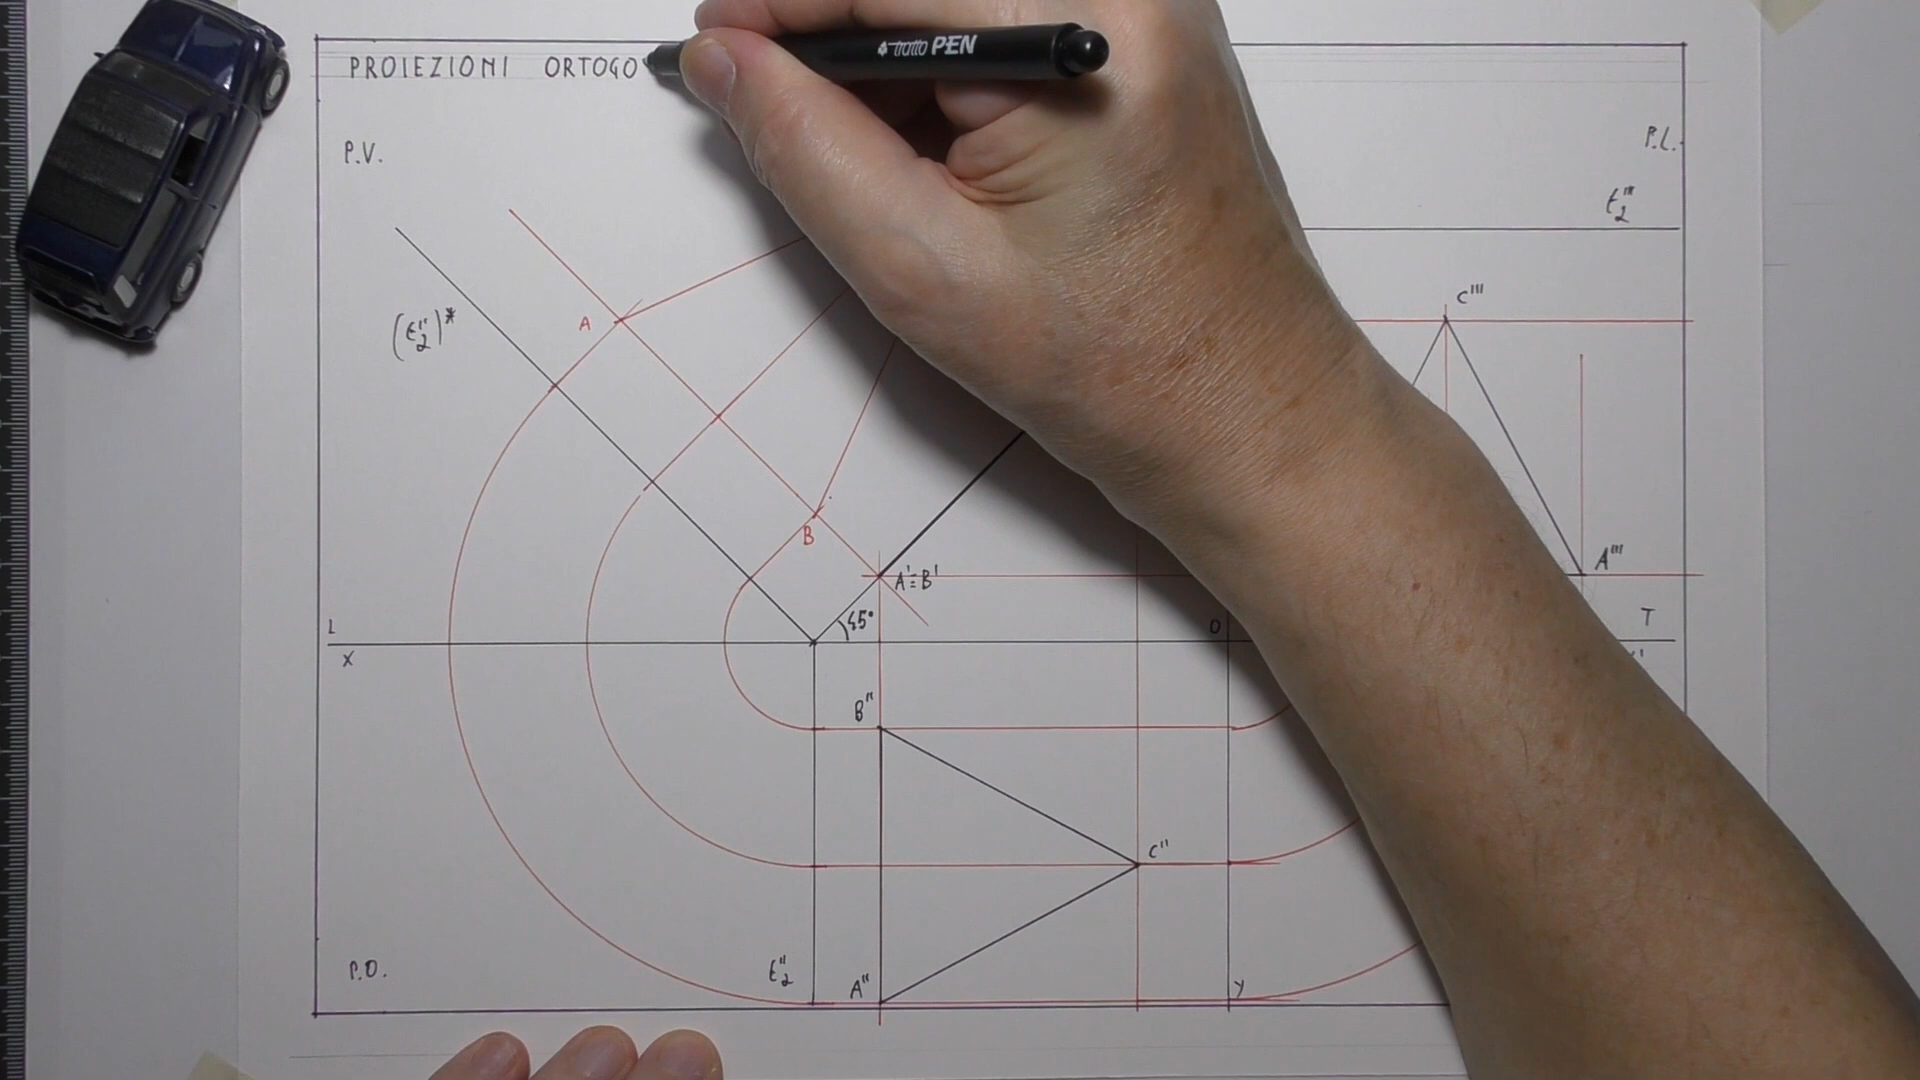 tratto PEN
PROIEZIONI ORTOGO
P.V.
P.L.
t₂'''
C'''
A
(t₂'')*
B
A'≡B'
A'''
45°
L
O
T
X
B''
C''
P.O.
t₂''
A''
Y